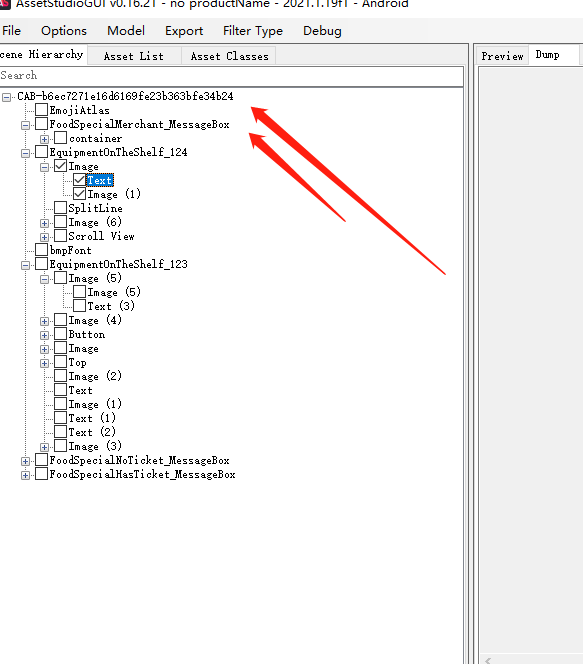 AssetStudioGUI v0.16.21 - no productName - 2021.1.19f1 - Android
File Options Model Export Filter Type Debug
cene Hierarchy Asset List Asset Classes Preview Dump
Search
CAB-b6ec7271e16d6169fe23b363bfe34b24
EmojiAtlas
FoodSpecialMerchant_MessageBox
container
EquipmentOnTheShelf_124
Image
Text
Image (1)
SplitLine
Image (6)
Scroll View
bmpFont
EquipmentOnTheShelf_123
Image (5)
Image (5)
Text (3)
Image (4)
Button
Image
Top
Image (2)
Text
Image (1)
Text (1)
Text (2)
Image (3)
FoodSpecialNoTicket_MessageBox
FoodSpecialHasTicket_MessageBox